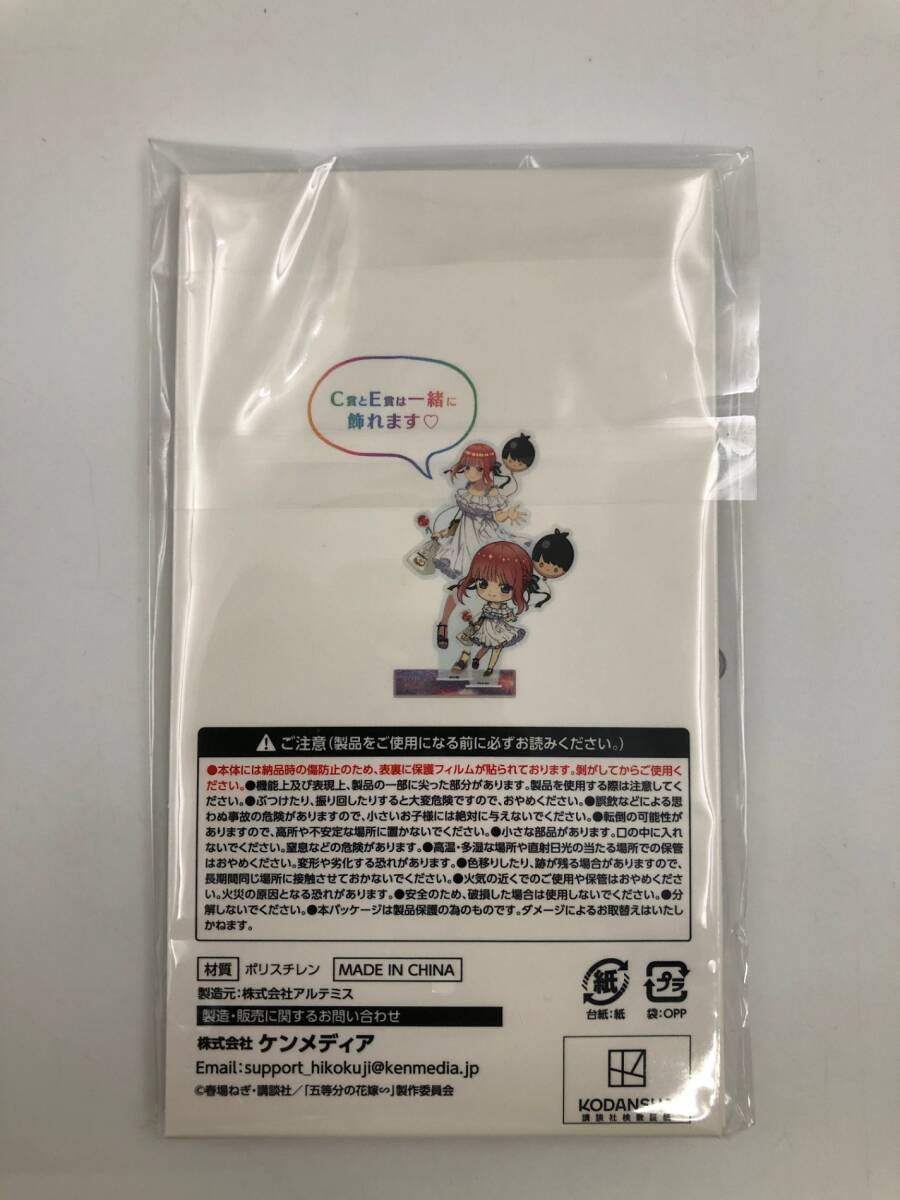 C賞とE賞は一緒に
飾れます♡
⚠ご注意(製品をご使用になる前に必ずお読みください。)
●本体には納品時の傷防止のため、表裏に保護フィルムが貼られております。剝がしてからご使用く
ださい。●機能上及び表現上、製品の一部に尖った部分があります。製品を使用する際は注意してく
ださい。●ぶつけたり、振り回したりすると大変危険ですので、おやめください。●誤飲などによる思
わぬ事故の危険がありますので、小さいお子様には絶対に与えないでください。●転倒の可能性が
ありますので、高所や不安定な場所に置かないでください。●小さな部品があります。口の中に入れ
ないでください。窒息などの危険があります。●高温・多湿な場所や直射日光の当たる場所での保管
はおやめください。変形や劣化する恐れがあります。●色移りしたり、跡が残る場合がありますので、
長期間同じ場所に接触させておかないでください。●火気の近くでのご使用や保管はおやめくださ
い。火災の原因となる恐れがあります。●安全のため、破損した場合は使用しないでください。●分
解しないでください。●本パッケージは製品保護の為のものです。ダメージによるお取替えはいたし
かねます。
材質 ポリスチレン MADE IN CHINA
製造元:株式会社アルテミス
製造・販売に関するお問い合わせ
株式会社 ケンメディア
Email:support_hikokuji@kenmedia.jp
©春場ねぎ・講談社/「五等分の花嫁∽」製作委員会
紙 プラ
台紙:紙 袋:OPP
KODANSHA
講談社検数証